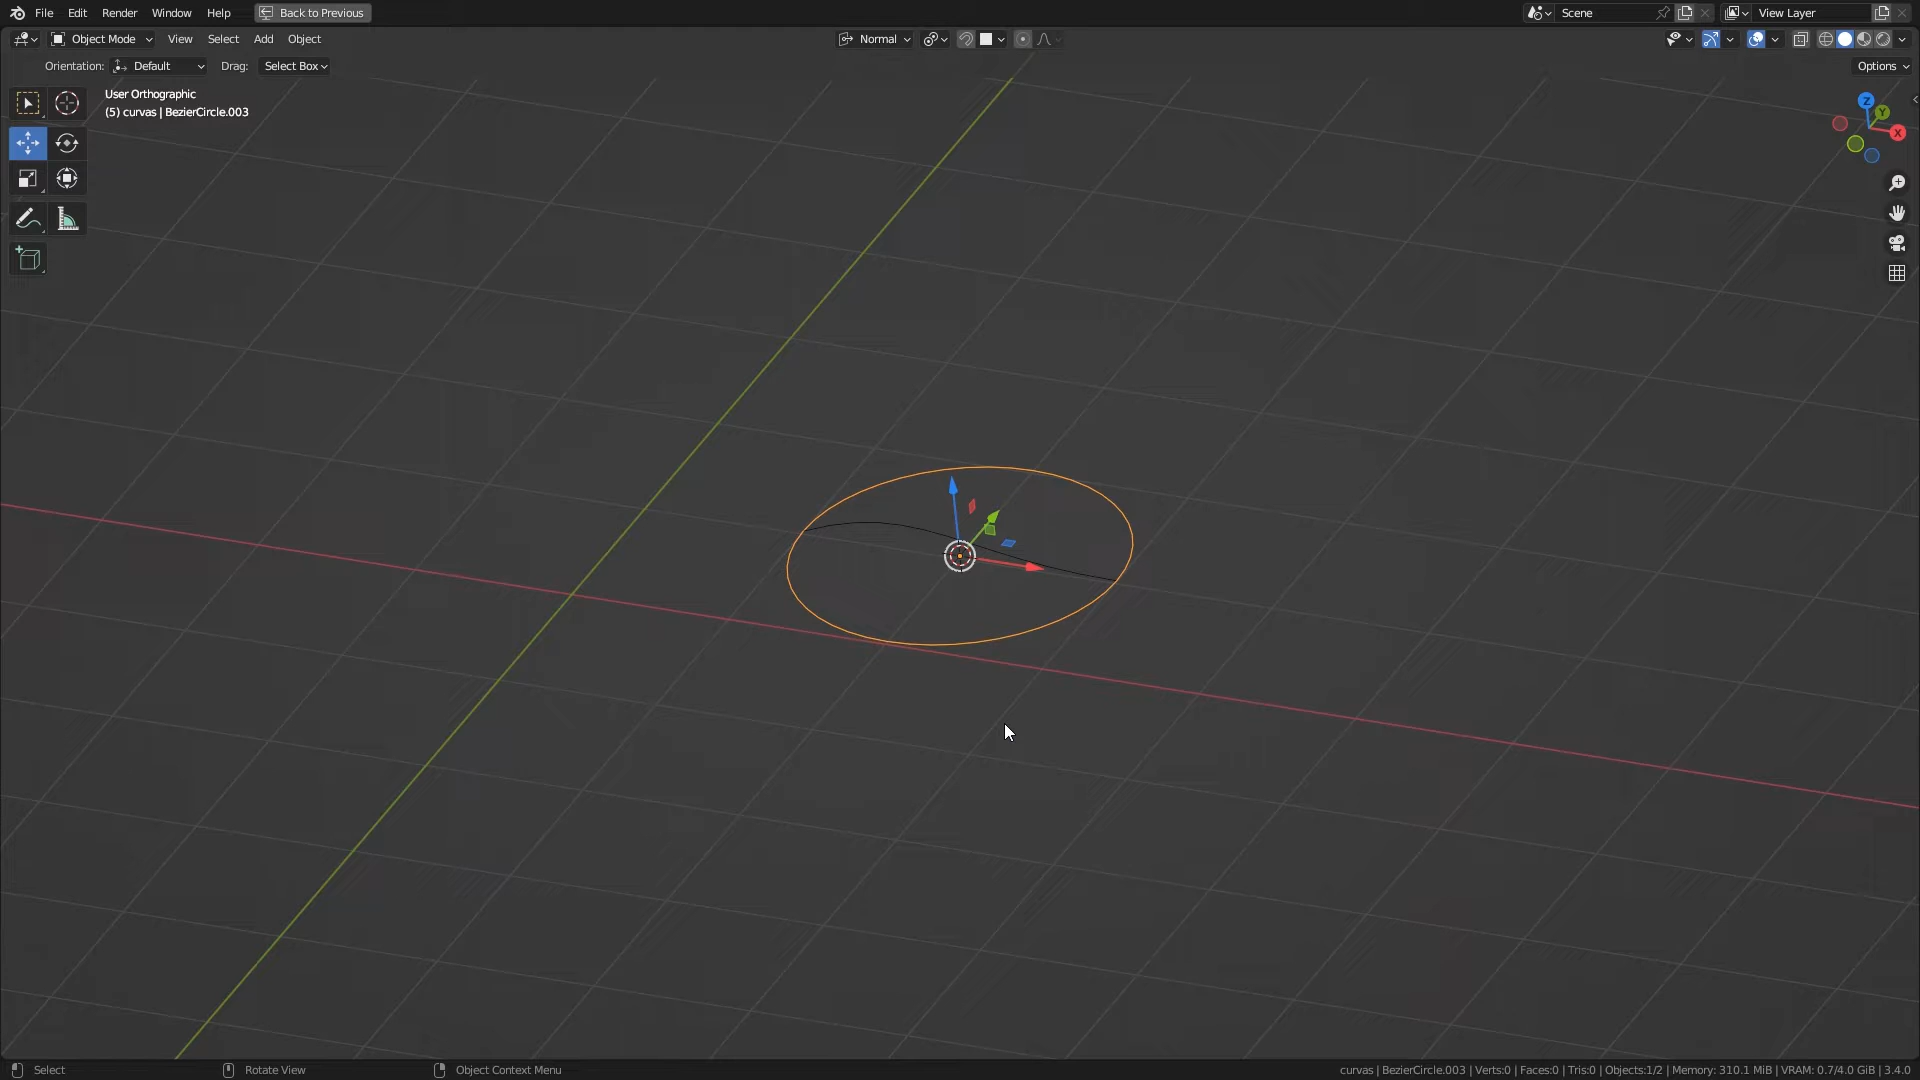 File Edit Render Window Help Back to Previous Scene View Layer
Object Mode View Select Add Object Normal
Orientation: Default Drag: Select Box Options
User Orthographic
(5) curvas | BezierCircle.003
Z
Y
X
Select Rotate View Object Context Menu curvas | BezierCircle.003 | Verts:0 | Faces:0 | Tris:0 | Objects:1/2 | Memory: 310.1 MiB | VRAM: 0.7/4.0 GiB | 3.4.0